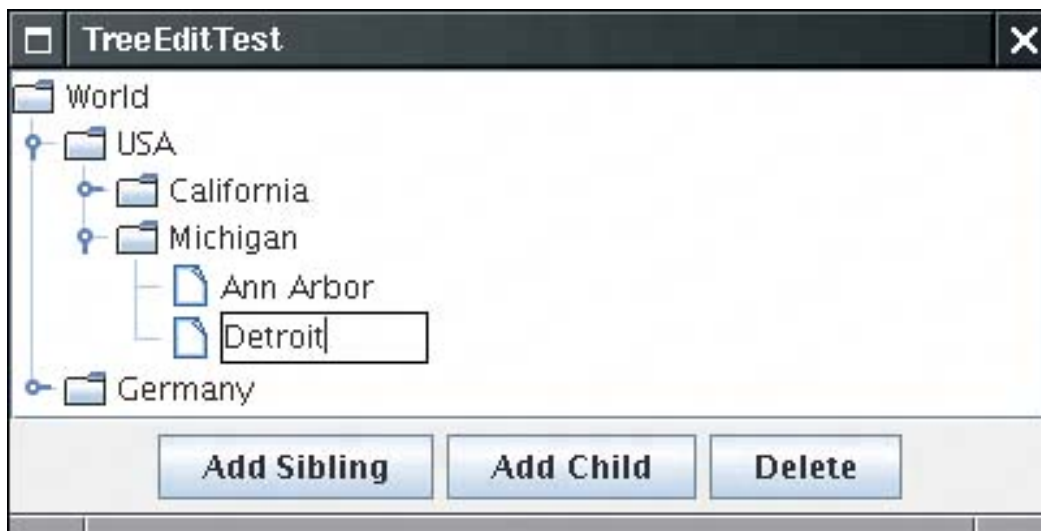 TreeEditTest
World
USA
California
Michigan
Ann Arbor
Detroit
Germany
Add Sibling Add Child Delete